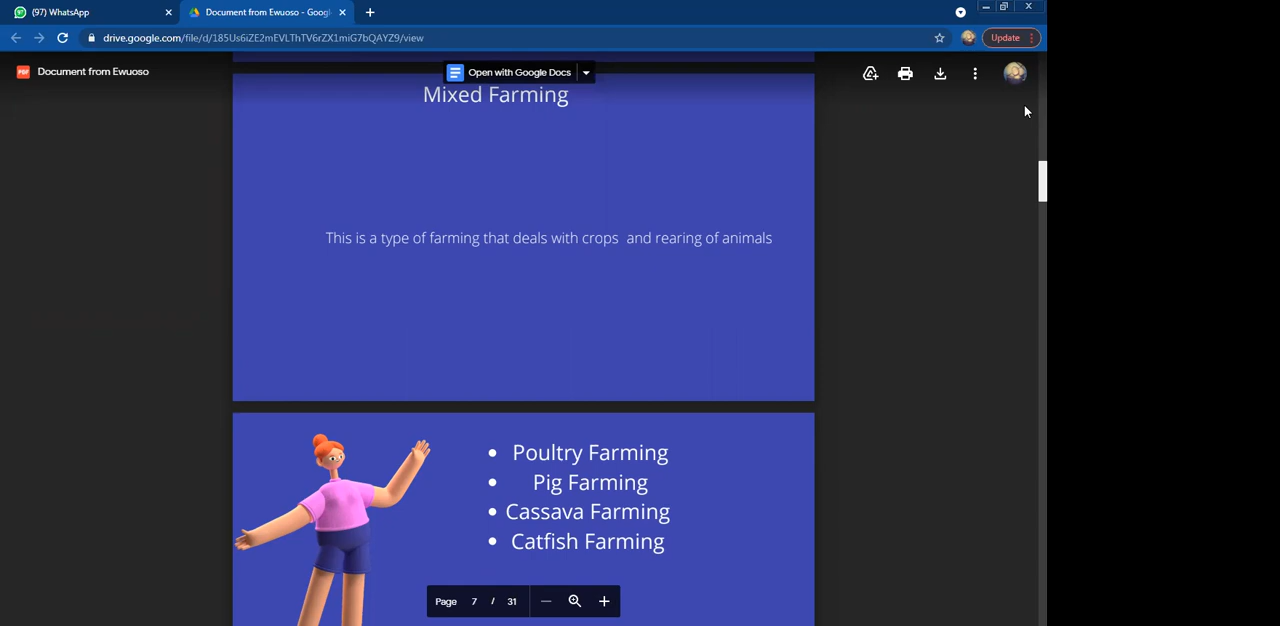 (97) WhatsApp
Document from Ewuoso - Googl
drive.google.com/file/d/185Us6iZE2mEVLThTV6rZX1miG7bQAYZ9/view
Update
PDF
Document from Ewuoso
Open with Google Docs
Mixed Farming
This is a type of farming that deals with crops and rearing of animals
• Poultry Farming
• Pig Farming
• Cassava Farming
• Catfish Farming
Page 7 / 31